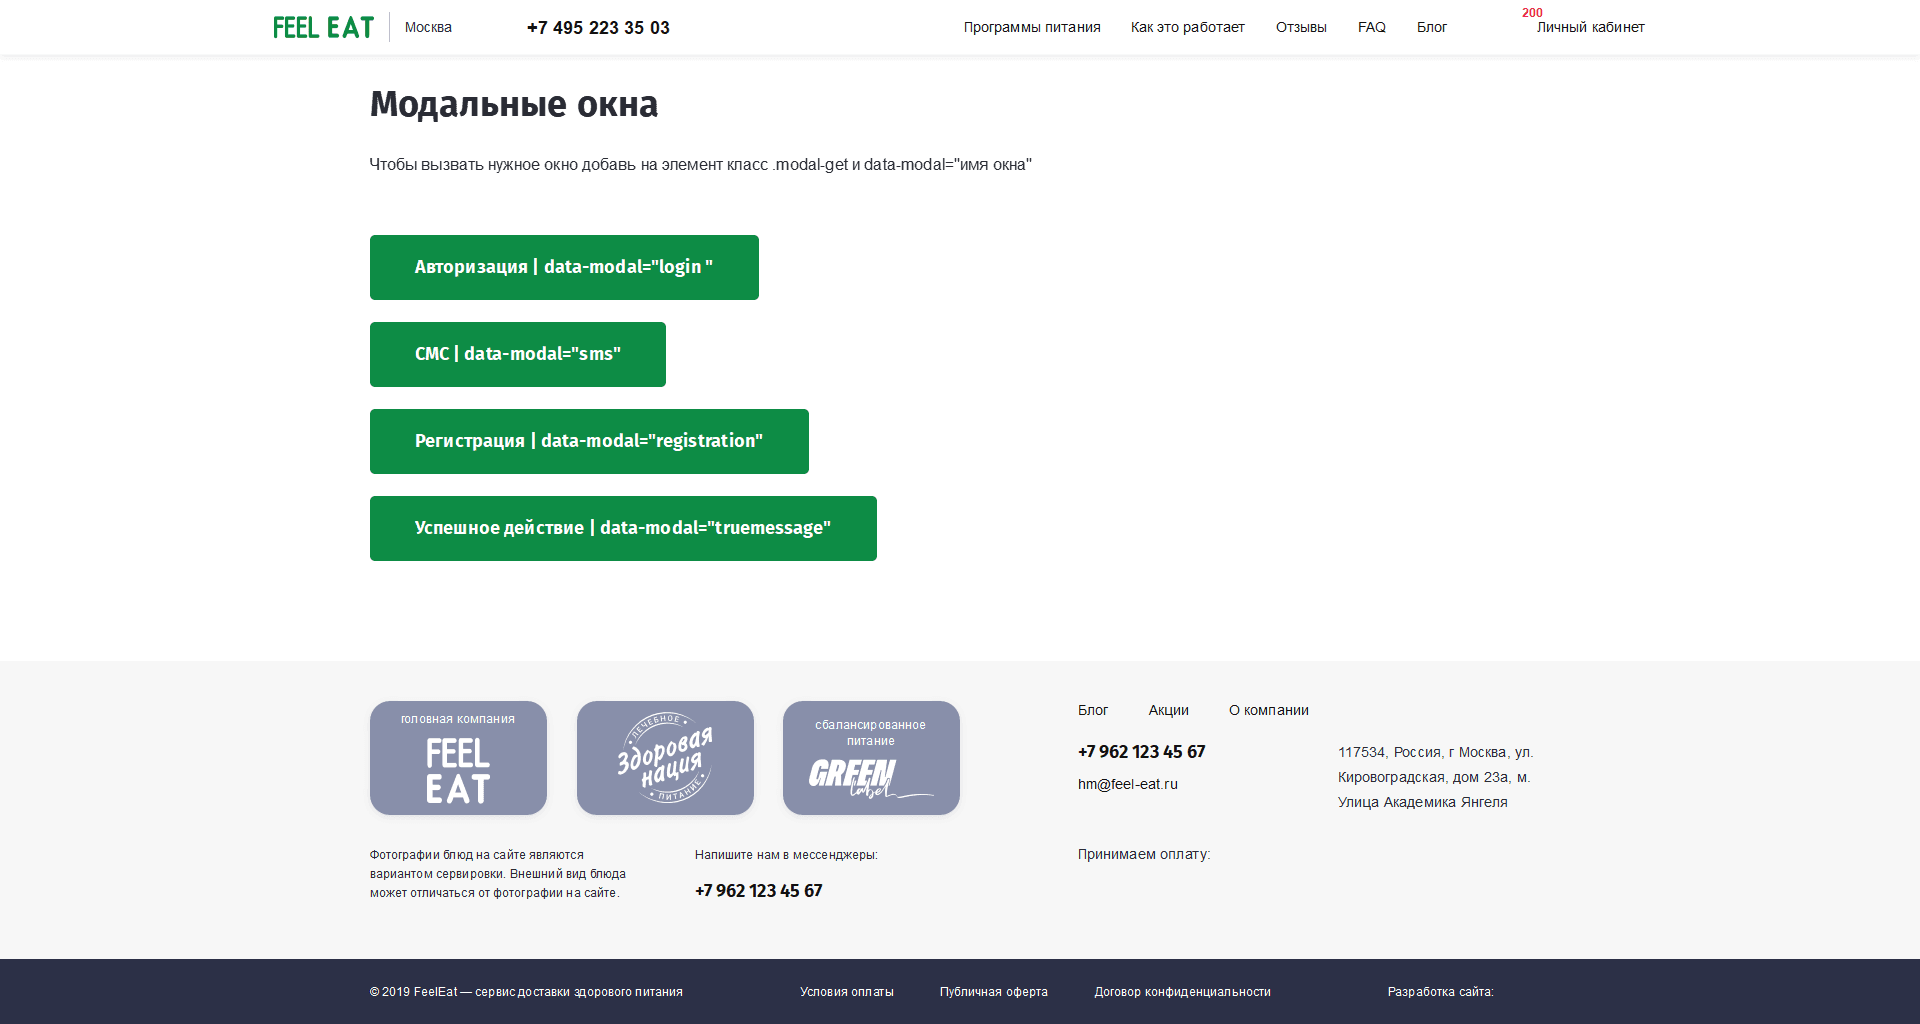 FEEL EAT
Москва
+7 495 223 35 03
Программы питания
Как это работает
Отзывы
FAQ
Блог
200
Личный кабинет
Модальные окна
Чтобы вызвать нужное окно добавь на элемент класс .modal-get и data-modal="имя окна"
Авторизация | data-modal="login "
СМС | data-modal="sms"
Регистрация | data-modal="registration"
Успешное действие | data-modal="truemessage"
головная компания
FEEL
EAT
ЛЕЧЕБНОЕ
Здоровая
нация
ПИТАНИЕ
сбалансированное
питание
GREEN
label
Блог
Акции
О компании
+7 962 123 45 67
hm@feel-eat.ru
117534, Россия, г Москва, ул.
Кировоградская, дом 23а, м.
Улица Академика Янгеля
Фотографии блюд на сайте являются
вариантом сервировки. Внешний вид блюда
может отличаться от фотографии на сайте.
Напишите нам в мессенджеры:
+7 962 123 45 67
Принимаем оплату:
© 2019 FeelEat — сервис доставки здорового питания
Условия оплаты
Публичная оферта
Договор конфиденциальности
Разработка сайта: